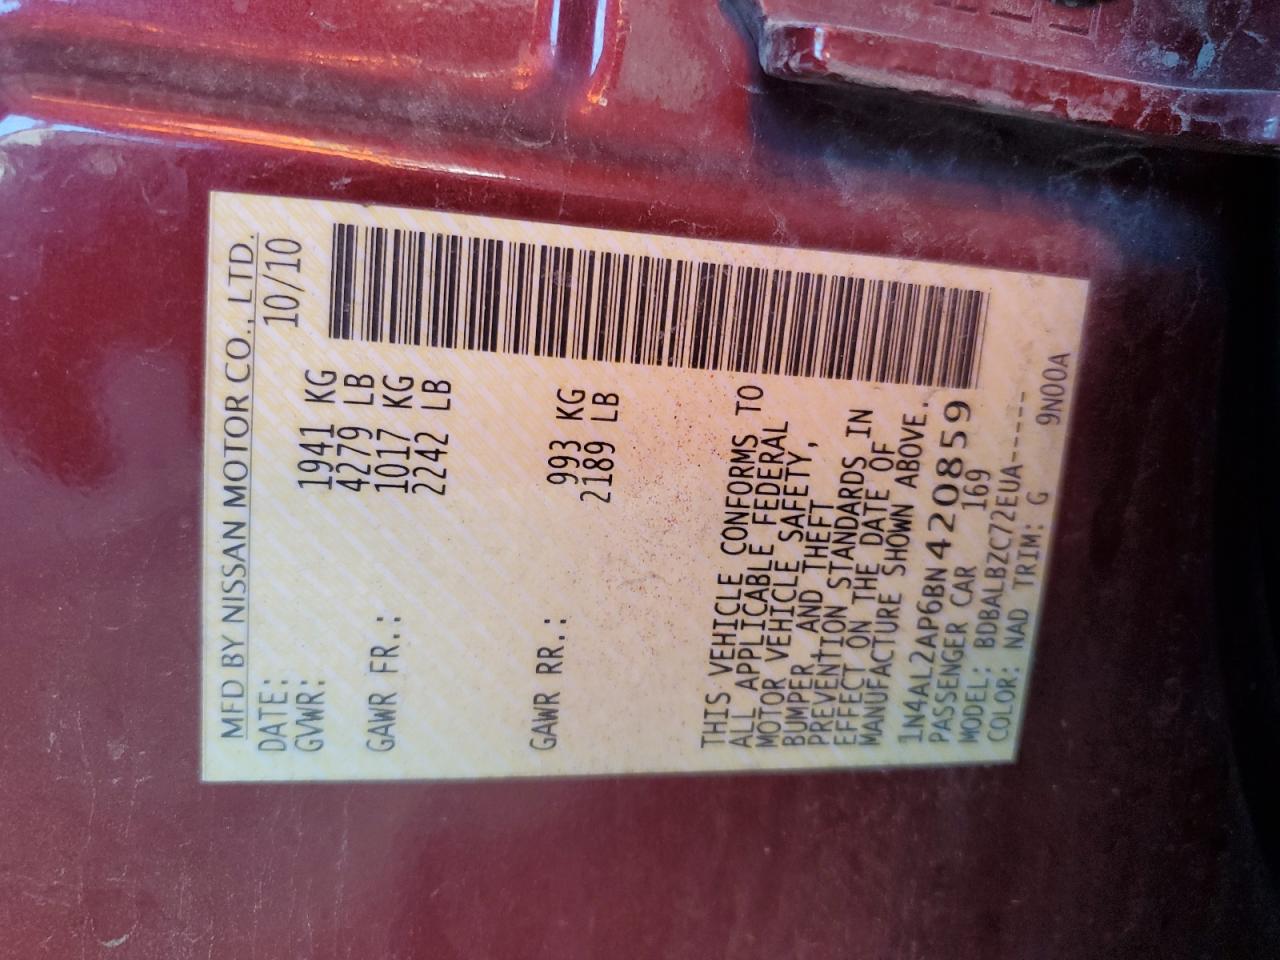 MFD BY NISSAN MOTOR CO., LTD.
DATE: 10/10
GVWR: 1941 KG
4279 LB
GAWR FR.: 1017 KG
2242 LB
GAWR RR.: 993 KG
2189 LB
THIS VEHICLE CONFORMS TO
ALL APPLICABLE FEDERAL
MOTOR VEHICLE SAFETY,
BUMPER AND THEFT
PREVENTION STANDARDS IN
EFFECT ON THE DATE OF
MANUFACTURE SHOWN ABOVE.
1N4AL2AP6BN420859
PASSENGER CAR 169
MODEL: BDBALBZC72EUA-----
COLOR: NAD TRIM: G 9N00A